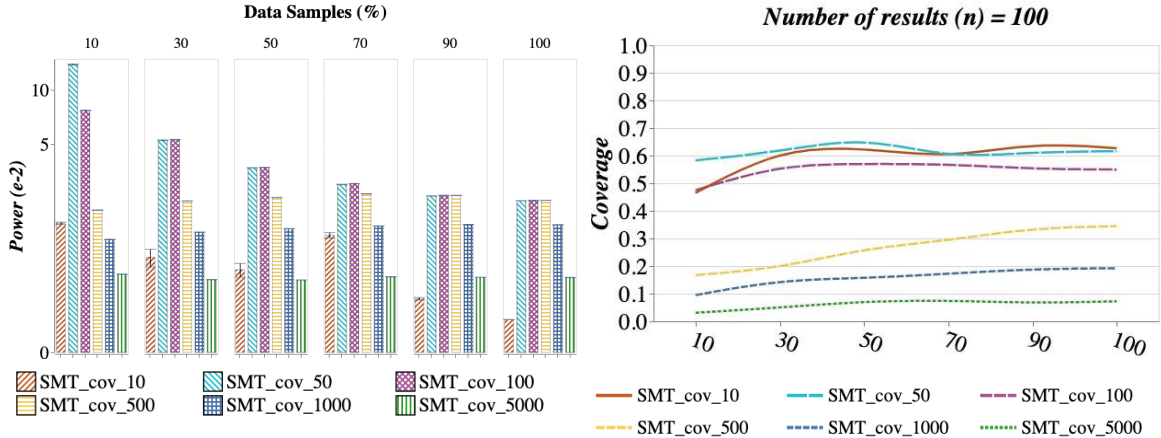 Data Samples (%)
10 30 50 70 90 100
10
5
0
Power (e-2)
SMT_cov_10 SMT_cov_50 SMT_cov_100
SMT_cov_500 SMT_cov_1000 SMT_cov_5000
Number of results (n) = 100
1.0
0.9
0.8
0.7
0.6
0.5
0.4
0.3
0.2
0.1
0.0
Coverage
10 30 50 70 90 100
SMT_cov_10 SMT_cov_50 SMT_cov_100
SMT_cov_500 SMT_cov_1000 SMT_cov_5000